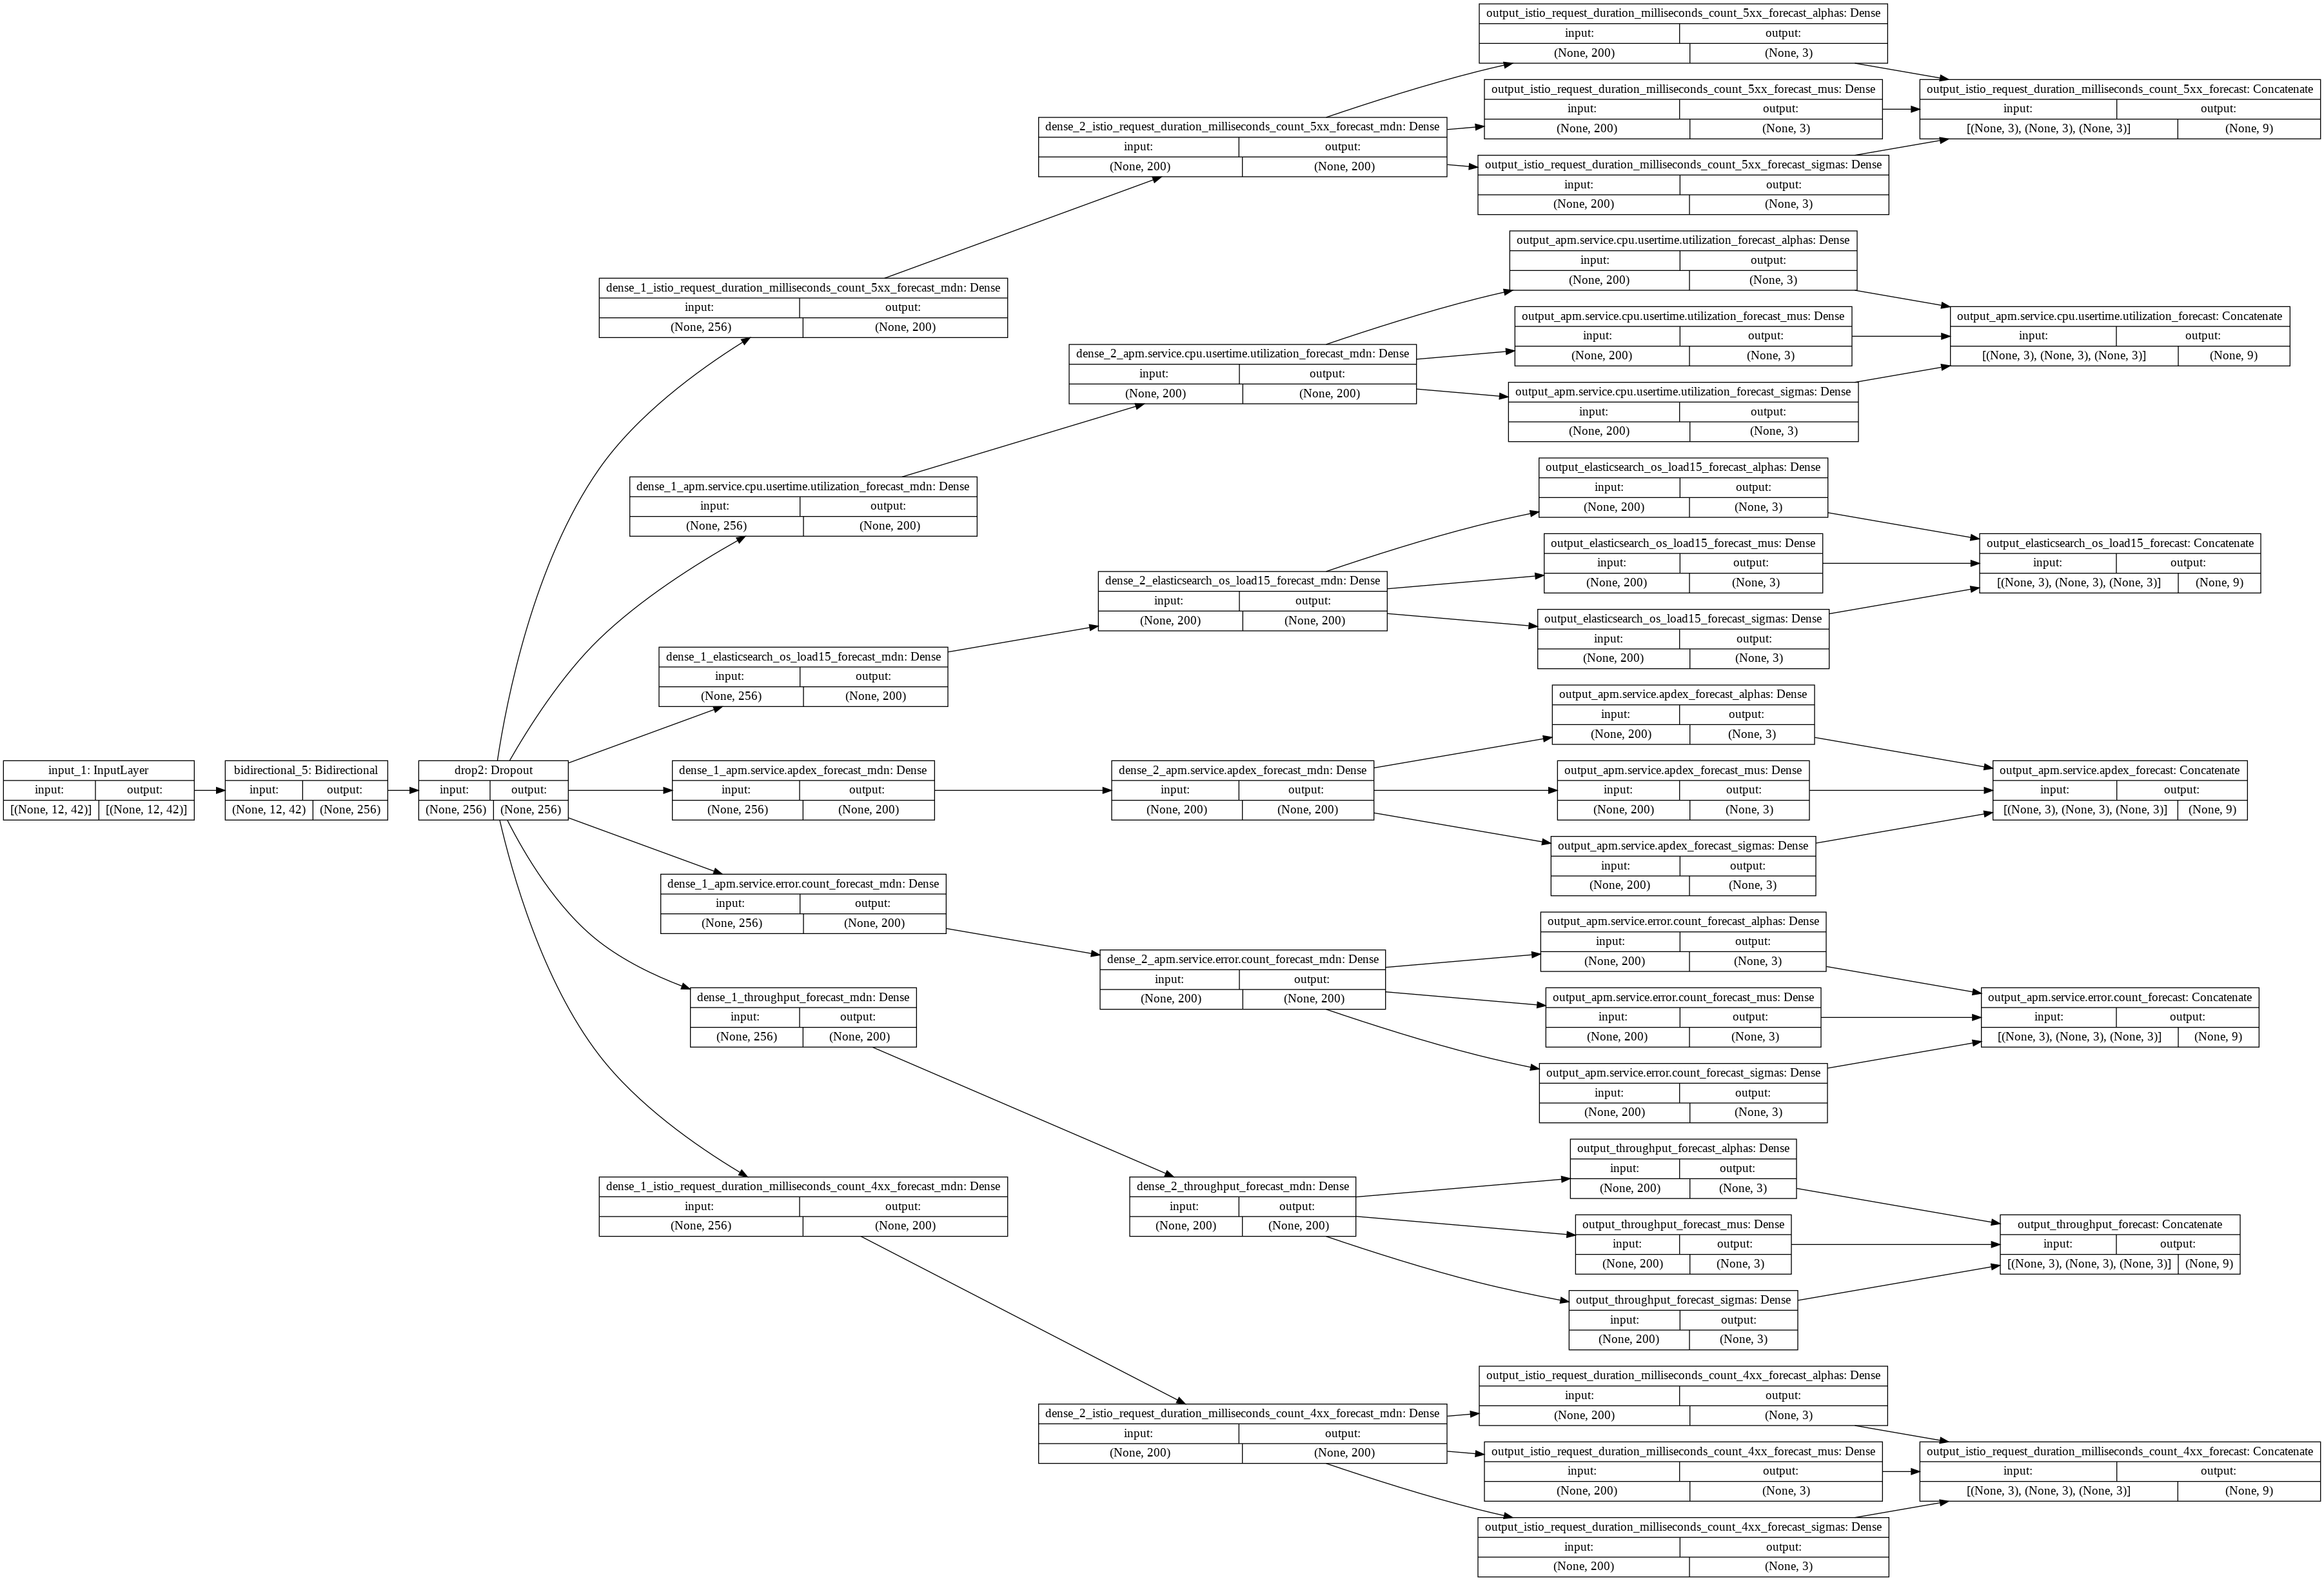 input_1: InputLayer
input: output:
[(None, 12, 42)] [(None, 12, 42)]
bidirectional_5: Bidirectional
input: output:
(None, 12, 42) (None, 256)
drop2: Dropout
input: output:
(None, 256) (None, 256)
dense_1_istio_request_duration_milliseconds_count_5xx_forecast_mdn: Dense
input: output:
(None, 256) (None, 200)
dense_1_apm.service.cpu.usertime.utilization_forecast_mdn: Dense
input: output:
(None, 256) (None, 200)
dense_1_elasticsearch_os_load15_forecast_mdn: Dense
input: output:
(None, 256) (None, 200)
dense_1_apm.service.apdex_forecast_mdn: Dense
input: output:
(None, 256) (None, 200)
dense_1_apm.service.error.count_forecast_mdn: Dense
input: output:
(None, 256) (None, 200)
dense_1_throughput_forecast_mdn: Dense
input: output:
(None, 256) (None, 200)
dense_1_istio_request_duration_milliseconds_count_4xx_forecast_mdn: Dense
input: output:
(None, 256) (None, 200)
dense_2_istio_request_duration_milliseconds_count_5xx_forecast_mdn: Dense
input: output:
(None, 200) (None, 200)
dense_2_apm.service.cpu.usertime.utilization_forecast_mdn: Dense
input: output:
(None, 200) (None, 200)
dense_2_elasticsearch_os_load15_forecast_mdn: Dense
input: output:
(None, 200) (None, 200)
dense_2_apm.service.apdex_forecast_mdn: Dense
input: output:
(None, 200) (None, 200)
dense_2_apm.service.error.count_forecast_mdn: Dense
input: output:
(None, 200) (None, 200)
dense_2_throughput_forecast_mdn: Dense
input: output:
(None, 200) (None, 200)
dense_2_istio_request_duration_milliseconds_count_4xx_forecast_mdn: Dense
input: output:
(None, 200) (None, 200)
output_istio_request_duration_milliseconds_count_5xx_forecast_alphas: Dense
input: output:
(None, 200) (None, 3)
output_istio_request_duration_milliseconds_count_5xx_forecast_mus: Dense
input: output:
(None, 200) (None, 3)
output_istio_request_duration_milliseconds_count_5xx_forecast_sigmas: Dense
input: output:
(None, 200) (None, 3)
output_apm.service.cpu.usertime.utilization_forecast_alphas: Dense
input: output:
(None, 200) (None, 3)
output_apm.service.cpu.usertime.utilization_forecast_mus: Dense
input: output:
(None, 200) (None, 3)
output_apm.service.cpu.usertime.utilization_forecast_sigmas: Dense
input: output:
(None, 200) (None, 3)
output_elasticsearch_os_load15_forecast_alphas: Dense
input: output:
(None, 200) (None, 3)
output_elasticsearch_os_load15_forecast_mus: Dense
input: output:
(None, 200) (None, 3)
output_elasticsearch_os_load15_forecast_sigmas: Dense
input: output:
(None, 200) (None, 3)
output_apm.service.apdex_forecast_alphas: Dense
input: output:
(None, 200) (None, 3)
output_apm.service.apdex_forecast_mus: Dense
input: output:
(None, 200) (None, 3)
output_apm.service.apdex_forecast_sigmas: Dense
input: output:
(None, 200) (None, 3)
output_apm.service.error.count_forecast_alphas: Dense
input: output:
(None, 200) (None, 3)
output_apm.service.error.count_forecast_mus: Dense
input: output:
(None, 200) (None, 3)
output_apm.service.error.count_forecast_sigmas: Dense
input: output:
(None, 200) (None, 3)
output_throughput_forecast_alphas: Dense
input: output:
(None, 200) (None, 3)
output_throughput_forecast_mus: Dense
input: output:
(None, 200) (None, 3)
output_throughput_forecast_sigmas: Dense
input: output:
(None, 200) (None, 3)
output_istio_request_duration_milliseconds_count_4xx_forecast_alphas: Dense
input: output:
(None, 200) (None, 3)
output_istio_request_duration_milliseconds_count_4xx_forecast_mus: Dense
input: output:
(None, 200) (None, 3)
output_istio_request_duration_milliseconds_count_4xx_forecast_sigmas: Dense
input: output:
(None, 200) (None, 3)
output_istio_request_duration_milliseconds_count_5xx_forecast: Concatenate
input: output:
[(None, 3), (None, 3), (None, 3)] (None, 9)
output_apm.service.cpu.usertime.utilization_forecast: Concatenate
input: output:
[(None, 3), (None, 3), (None, 3)] (None, 9)
output_elasticsearch_os_load15_forecast: Concatenate
input: output:
[(None, 3), (None, 3), (None, 3)] (None, 9)
output_apm.service.apdex_forecast: Concatenate
input: output:
[(None, 3), (None, 3), (None, 3)] (None, 9)
output_apm.service.error.count_forecast: Concatenate
input: output:
[(None, 3), (None, 3), (None, 3)] (None, 9)
output_throughput_forecast: Concatenate
input: output:
[(None, 3), (None, 3), (None, 3)] (None, 9)
output_istio_request_duration_milliseconds_count_4xx_forecast: Concatenate
input: output:
[(None, 3), (None, 3), (None, 3)] (None, 9)